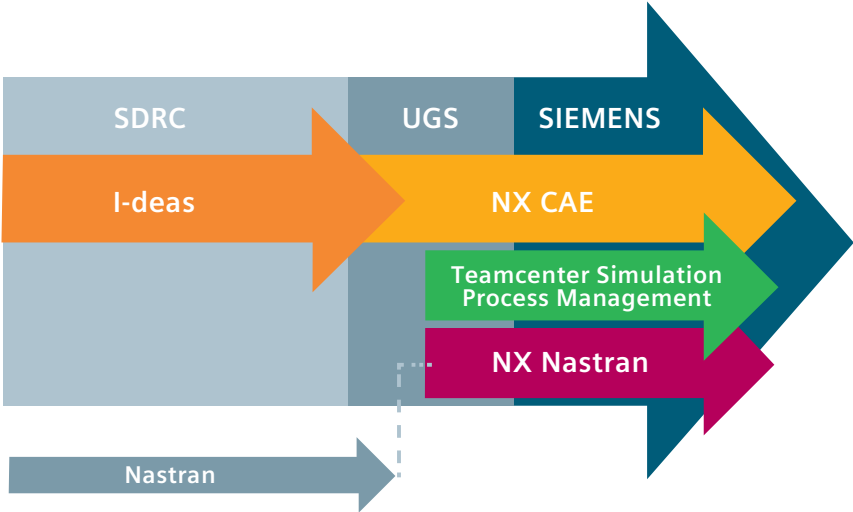 SDRC
UGS
SIEMENS
I-deas
NX CAE
Teamcenter Simulation
Process Management
NX Nastran
Nastran